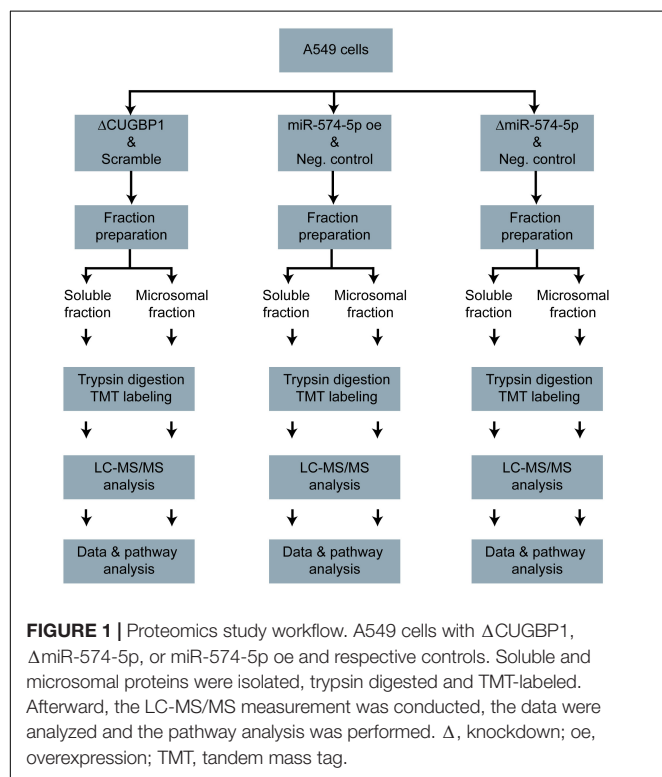 A549 cells
ΔCUGBP1
&
Scramble
miR-574-5p oe
&
Neg. control
ΔmiR-574-5p
&
Neg. control
Fraction
preparation
Fraction
preparation
Fraction
preparation
Soluble
fraction
Microsomal
fraction
Soluble
fraction
Microsomal
fraction
Soluble
fraction
Microsomal
fraction
Trypsin digestion
TMT labeling
Trypsin digestion
TMT labeling
Trypsin digestion
TMT labeling
LC-MS/MS
analysis
LC-MS/MS
analysis
LC-MS/MS
analysis
Data & pathway
analysis
Data & pathway
analysis
Data & pathway
analysis
FIGURE 1 | Proteomics study workflow. A549 cells with ΔCUGBP1,
ΔmiR-574-5p, or miR-574-5p oe and respective controls. Soluble and
microsomal proteins were isolated, trypsin digested and TMT-labeled.
Afterward, the LC-MS/MS measurement was conducted, the data were
analyzed and the pathway analysis was performed. Δ, knockdown; oe,
overexpression; TMT, tandem mass tag.